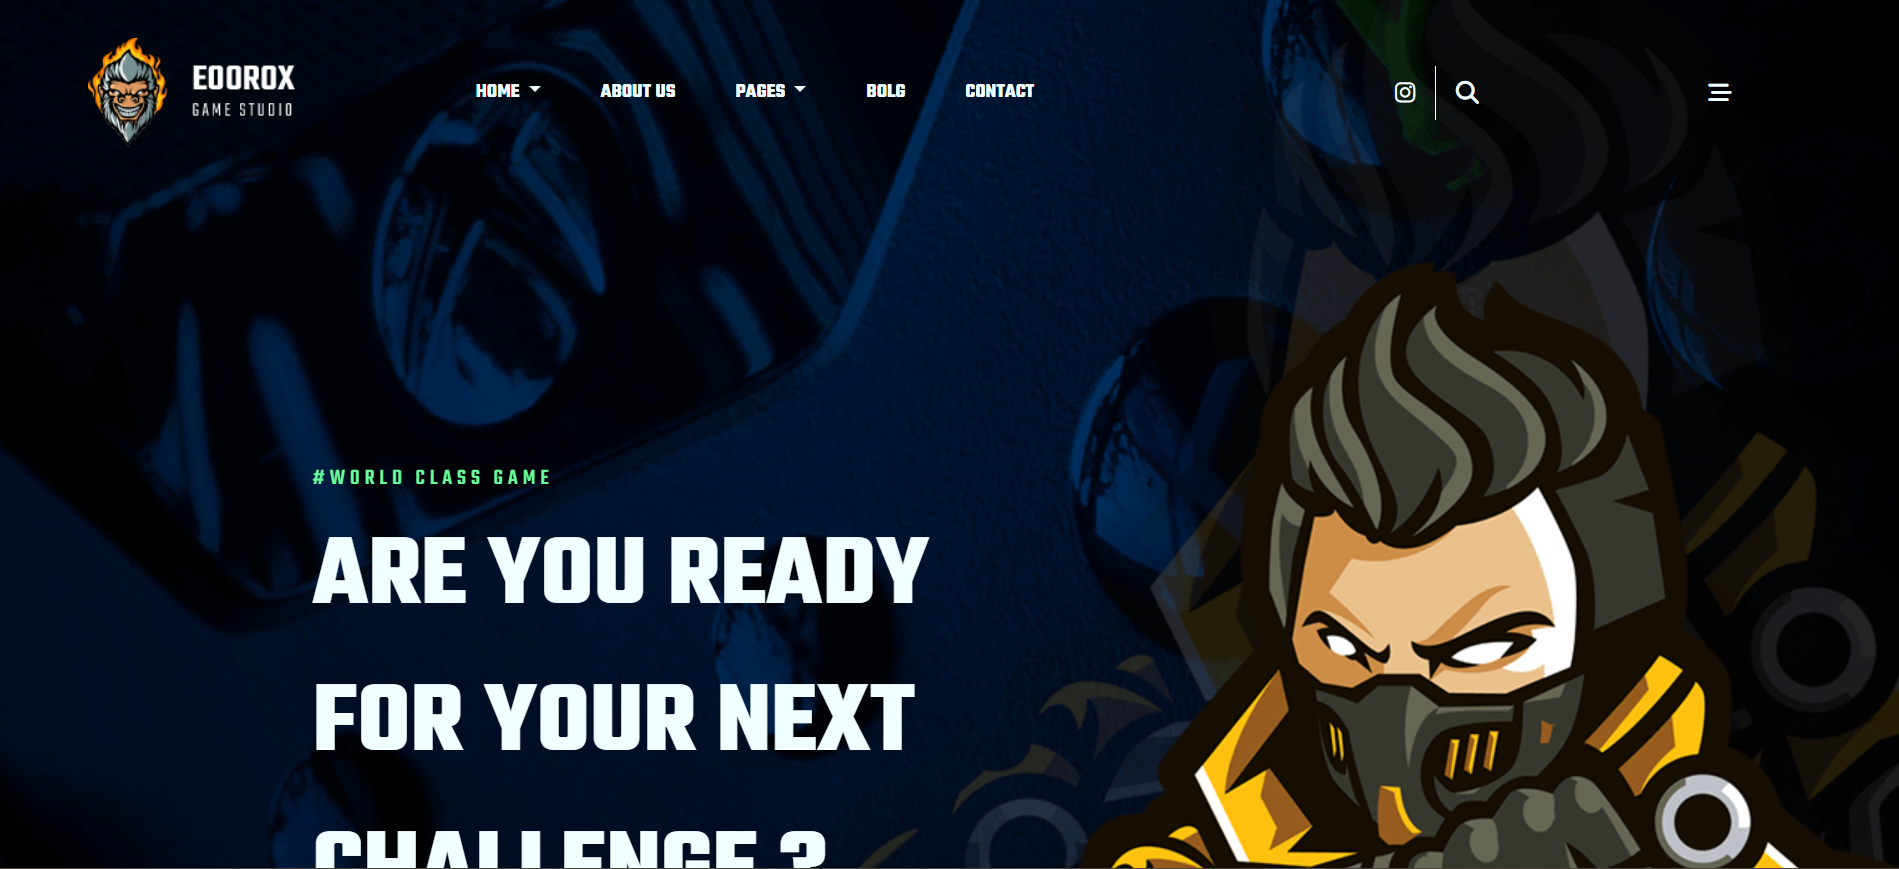 EOOROX
GAME STUDIO
HOME
ABOUT US
PAGES
BOLG
CONTACT
#WORLD CLASS GAME
ARE YOU READY
FOR YOUR NEXT
CHALLENGE ?